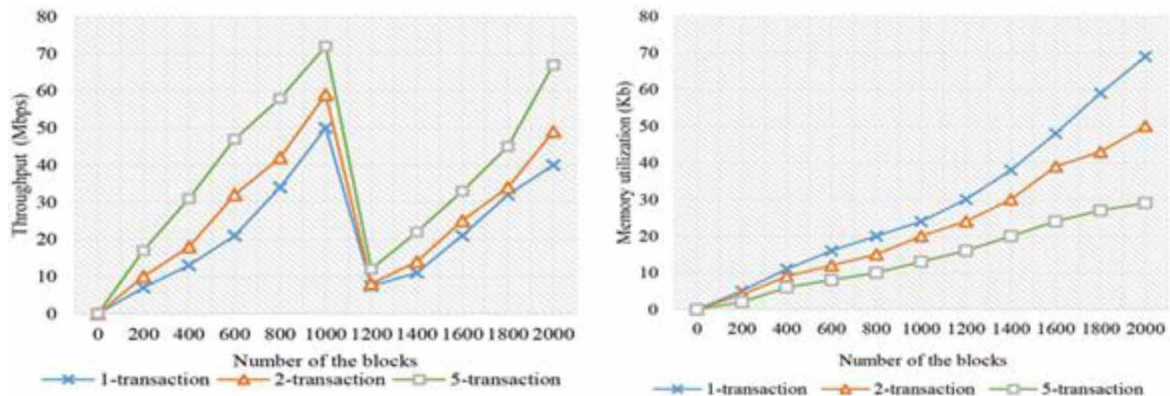 Throughput (Mbps)
80
70
60
50
40
30
20
10
0
0 200 400 600 800 1000 1200 1400 1600 1800 2000
Number of the blocks
1-transaction 2-transaction 5-transaction
Memory utilization (Kb)
80
70
60
50
40
30
20
10
0
0 200 400 600 800 1000 1200 1400 1600 1800 2000
Number of the blocks
1-transaction 2-transaction 5-transaction